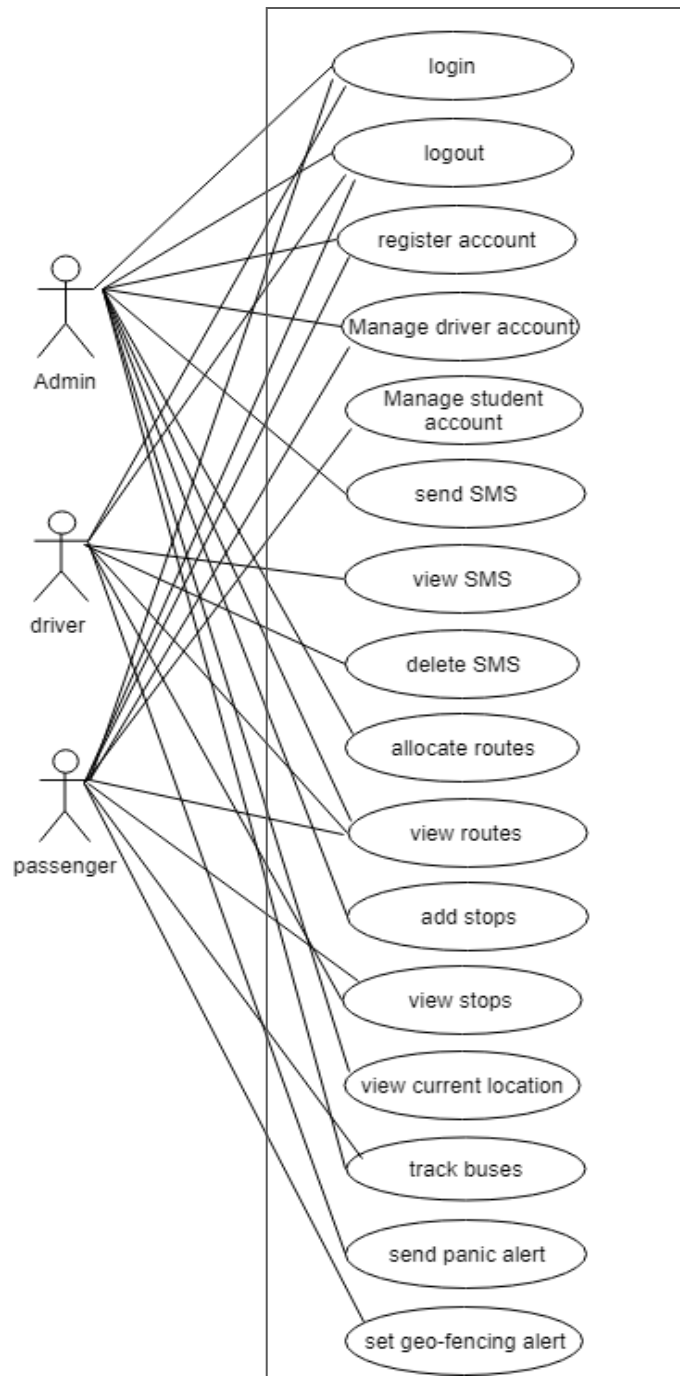 login
logout
register account
Manage driver account
Admin
Manage student
account
send SMS
view SMS
driver
delete SMS
allocate routes
view routes
passenger
add stops
view stops
view current location
track buses
send panic alert
set geo-fencing alert